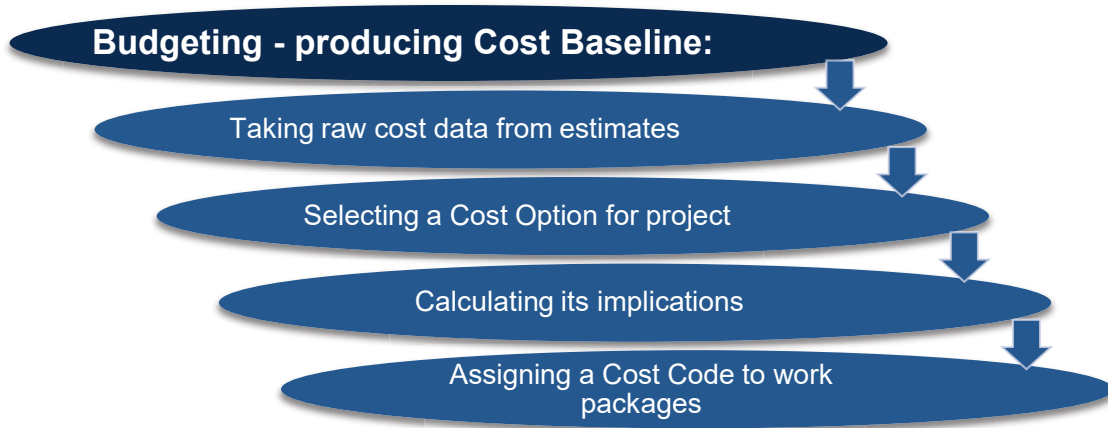 Budgeting - producing Cost Baseline:
Taking raw cost data from estimates
Selecting a Cost Option for project
Calculating its implications
Assigning a Cost Code to work
packages